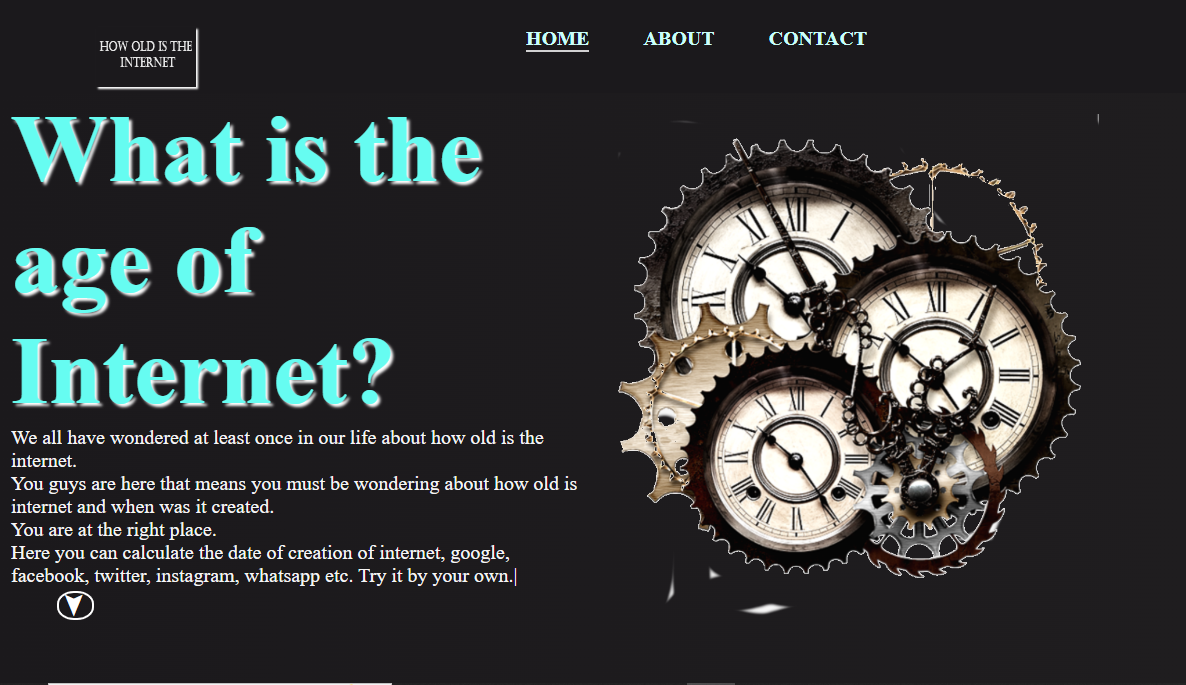 HOW OLD IS THE
INTERNET
HOME ABOUT CONTACT
What is the
age of
Internet?
We all have wondered at least once in our life about how old is the
internet.
You guys are here that means you must be wondering about how old is
internet and when was it created.
You are at the right place.
Here you can calculate the date of creation of internet, google,
facebook, twitter, instagram, whatsapp etc. Try it by your own.|